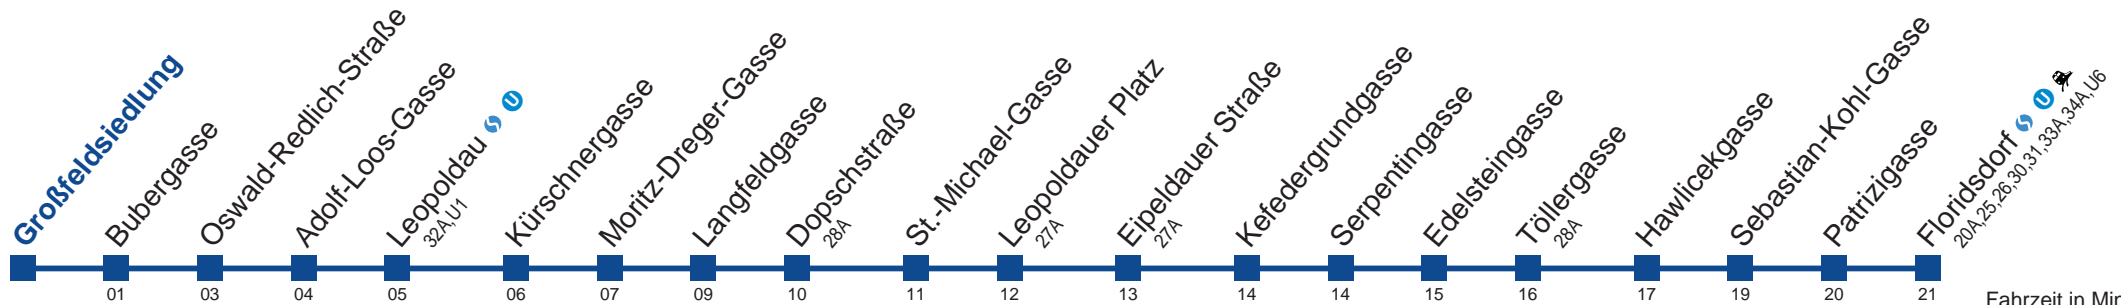 Großfeldsiedlung
Bubergasse
Oswald-Redlich-Straße
Adolf-Loos-Gasse
Leopoldau U
32A,U1
Kürschnergasse
Moritz-Dreger-Gasse
Langfeldgasse
Dopschstraße
28A
St.-Michael-Gasse
Leopoldauer Platz
27A
Eipeldauer Straße
27A
Kefedergrundgasse
Serpentingasse
Edelsteingasse
Töllergasse
28A
Hawlicekgasse
Sebastian-Kohl-Gasse
Patrizigasse
Floridsdorf U
20A,25,26,30,31,33A,34A,U6
01 03 04 05 06 07 09 10 11 12 13 14 14 15 16 17 19 20 21
Fahrzeit in Min